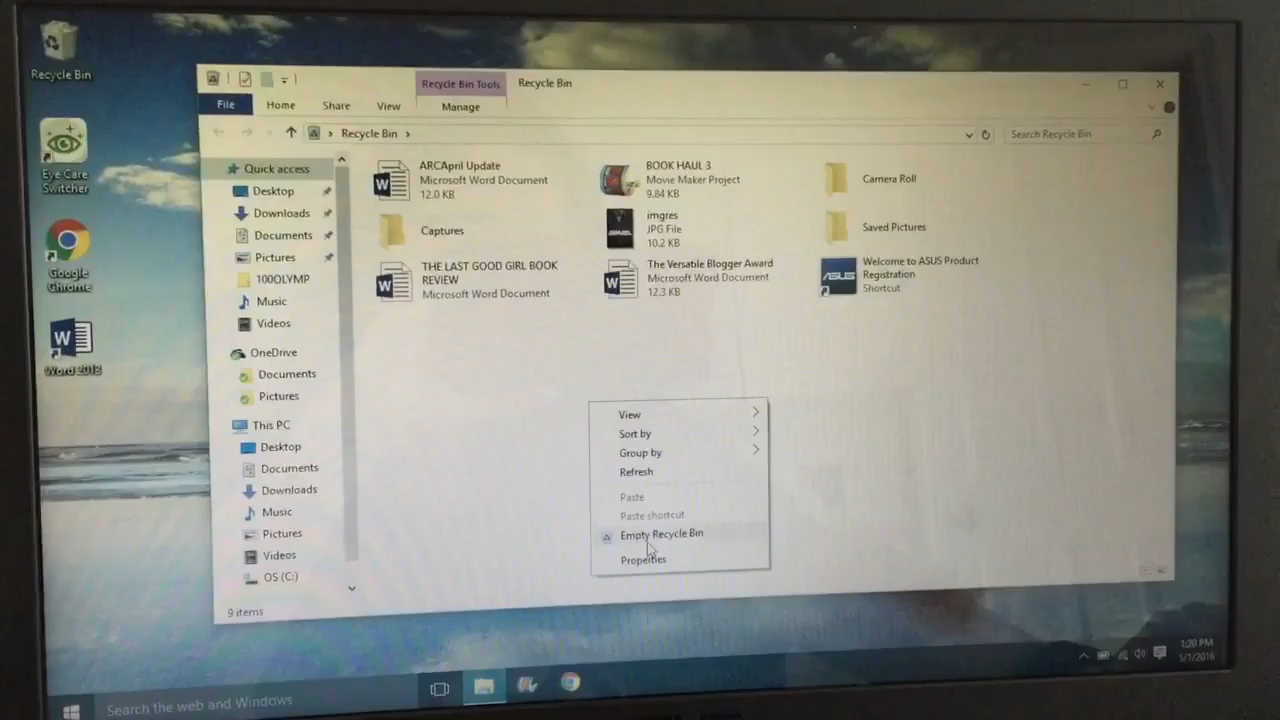 Recycle Bin
Eye Care
Switcher
Google
Chrome
Word 2013
Recycle Bin Tools
Recycle Bin
File
Home
Share
View
Manage
Recycle Bin
Search Recycle Bin
Quick access
Desktop
Downloads
Documents
Pictures
100OLYMP
Music
Videos
OneDrive
Documents
Pictures
This PC
Desktop
Documents
Downloads
Music
Pictures
Videos
OS (C:)
9 items
ARCApril Update
Microsoft Word Document
12.0 KB
BOOK HAUL 3
Movie Maker Project
9.84 KB
Camera Roll
Captures
imgres
JPG File
10.2 KB
Saved Pictures
THE LAST GOOD GIRL BOOK
REVIEW
Microsoft Word Document
The Versatile Blogger Award
Microsoft Word Document
12.3 KB
ASUS
Welcome to ASUS Product
Registration
Shortcut
View
Sort by
Group by
Refresh
Paste
Paste shortcut
Empty Recycle Bin
Properties
Search the web and Windows
1:20 PM
5/1/2016